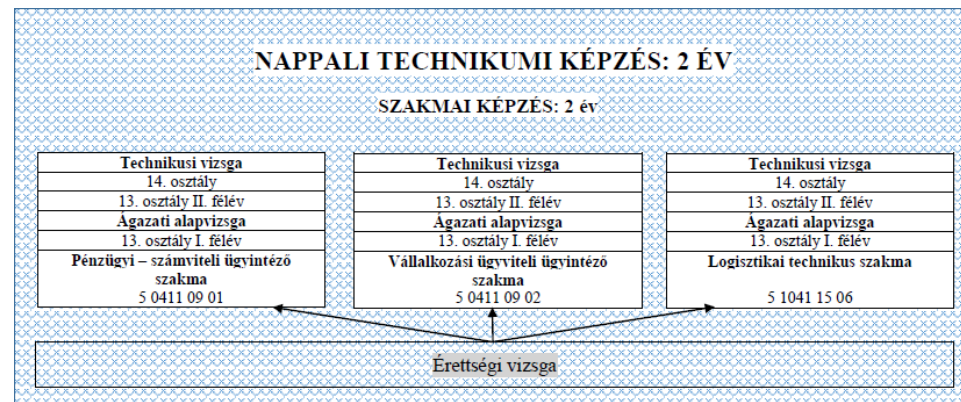 NAPPALI TECHNIKUMI KÉPZÉS: 2 ÉV
SZAKMAI KÉPZÉS: 2 év
Technikusi vizsga
14. osztály
13. osztály II. félév
Ágazati alapvizsga
13. osztály I. félév
Pénzügyi – számviteli ügyintéző
szakma
5 0411 09 01
Technikusi vizsga
14. osztály
13. osztály II. félév
Ágazati alapvizsga
13. osztály I. félév
Vállalkozási ügyviteli ügyintéző
szakma
5 0411 09 02
Technikusi vizsga
14. osztály
13. osztály II. félév
Ágazati alapvizsga
13. osztály I. félév
Logisztikai technikus szakma
5 1041 15 06
Érettségi vizsga